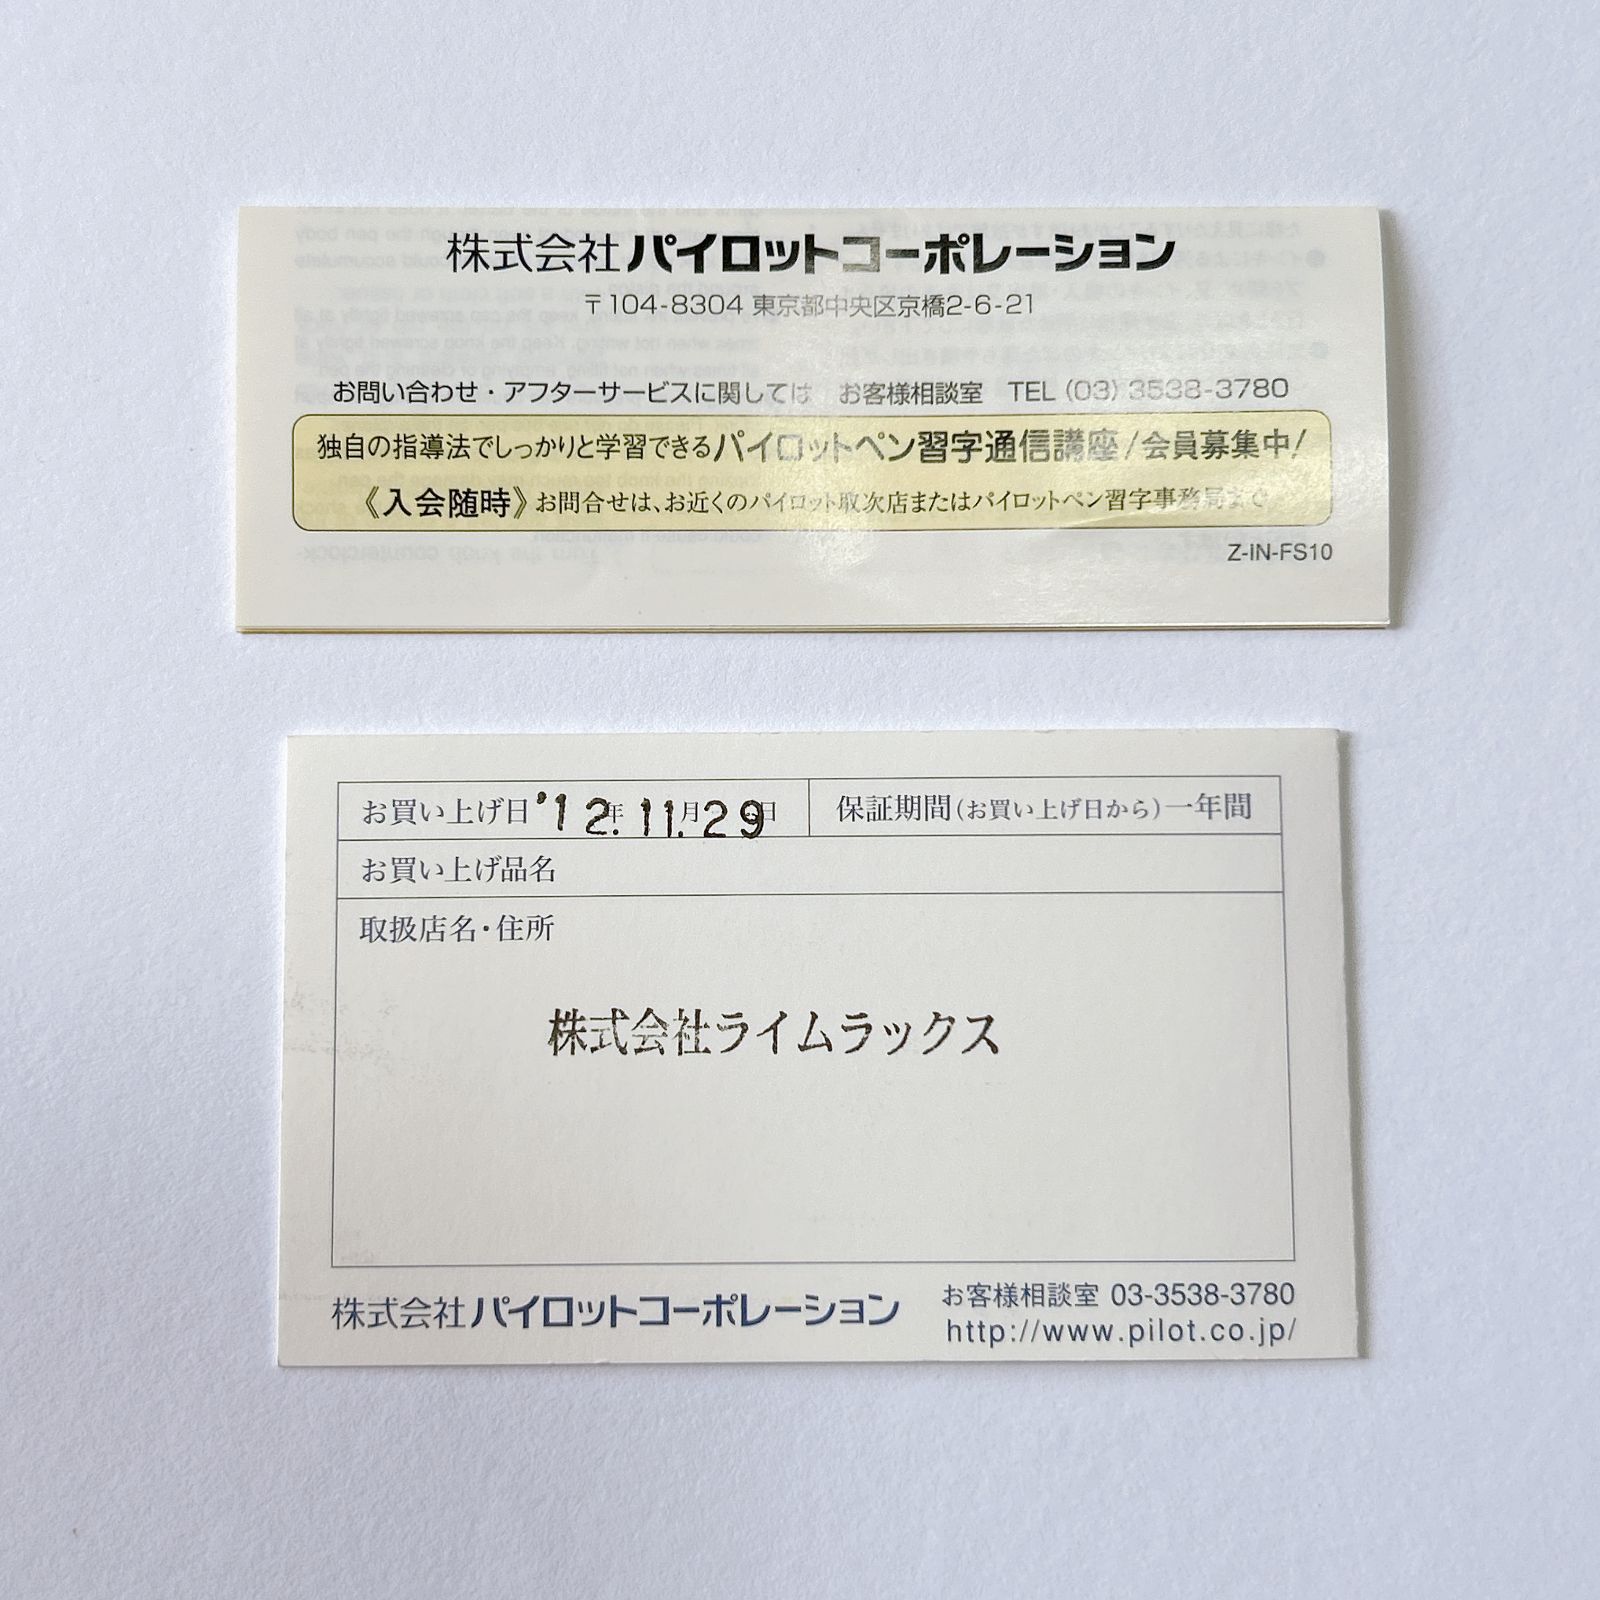 株式会社パイロットコーポレーション
〒104-8304 東京都中央区京橋2-6-21
お問い合わせ・アフターサービスに関しては お客様相談室 TEL (03) 3538-3780
独自の指導法でしっかりと学習できるパイロットペン習字通信講座/会員募集中!
《入会随時》お問合せは、お近くのパイロット取次店またはパイロットペン習字事務局まで
Z-IN-FS10
お買い上げ日 '12年.11月.29日 保証期間(お買い上げ日から)一年間
お買い上げ品名
取扱店名・住所
株式会社ライムラックス
株式会社パイロットコーポレーション
お客様相談室 03-3538-3780
http://www.pilot.co.jp/